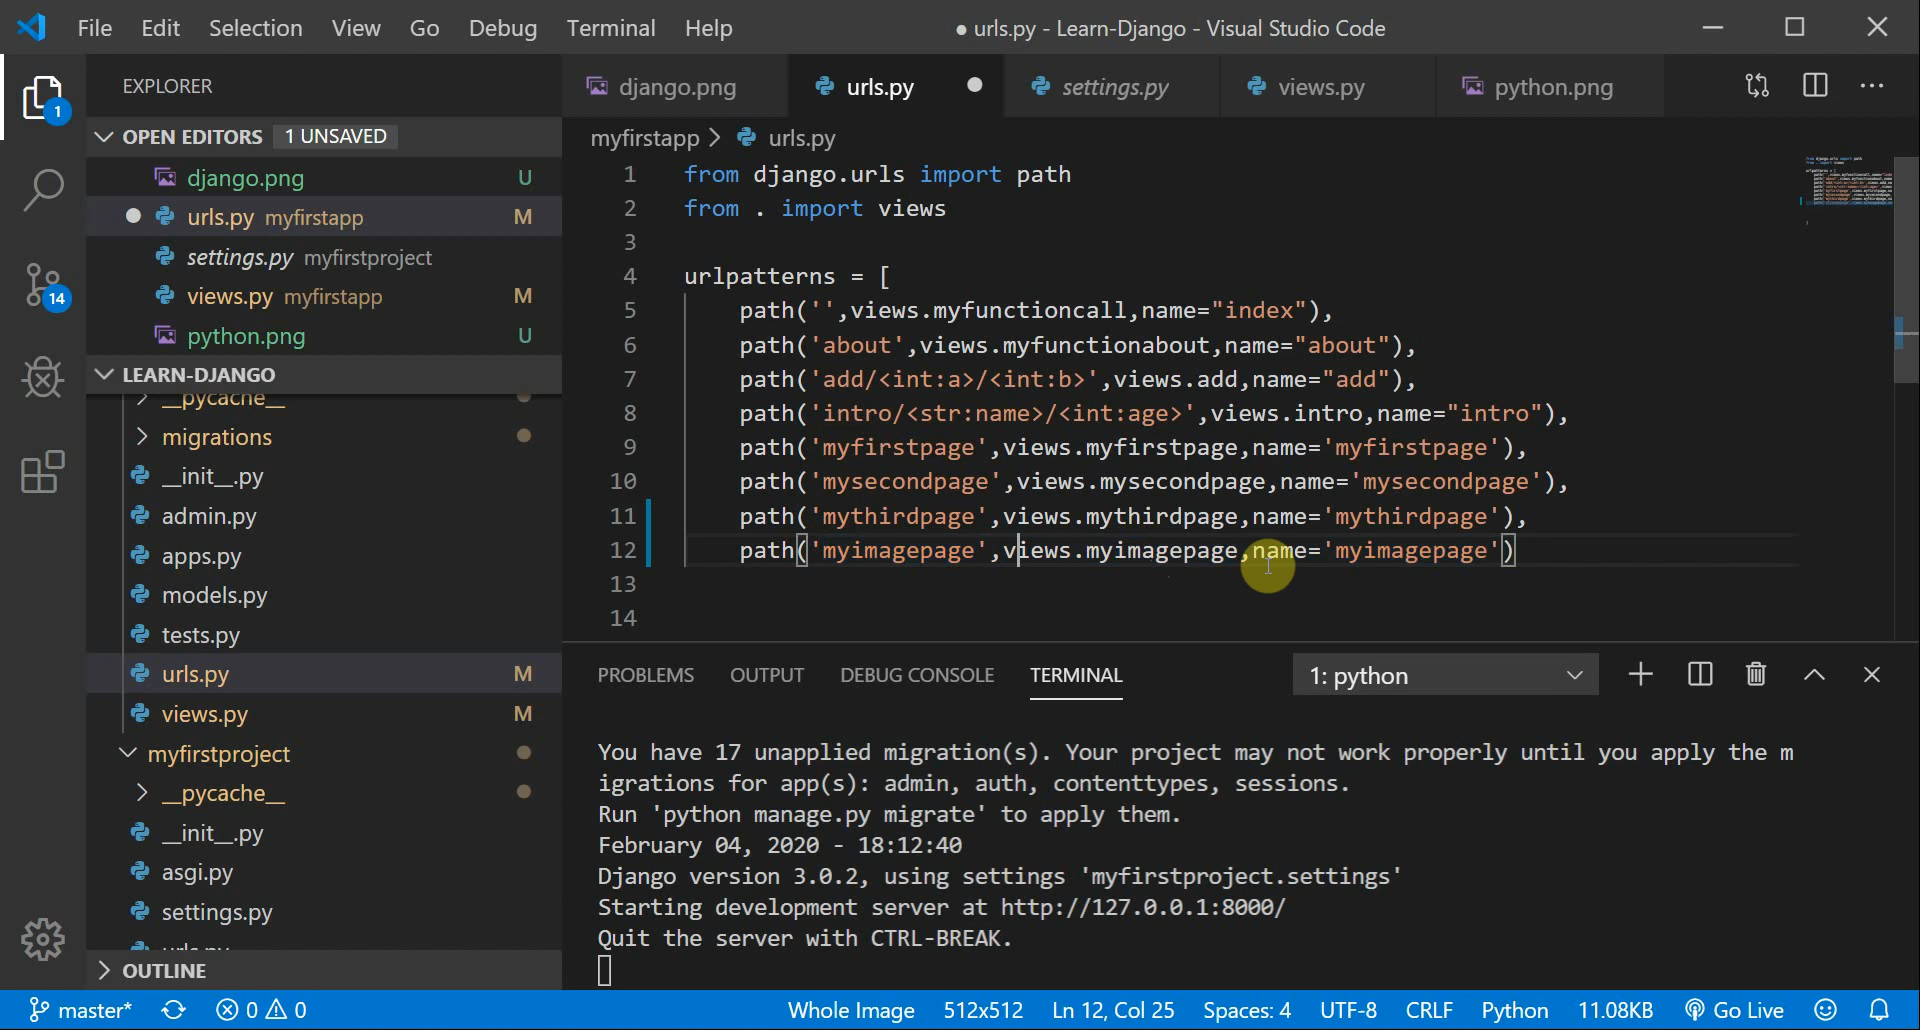 File Edit Selection View Go Debug Terminal Help
● urls.py - Learn-Django - Visual Studio Code
EXPLORER
OPEN EDITORS 1 UNSAVED
django.png U
urls.py myfirstapp M
settings.py myfirstproject
views.py myfirstapp M
python.png U
LEARN-DJANGO
__pycache__
migrations
__init__.py
admin.py
apps.py
models.py
tests.py
urls.py M
views.py M
myfirstproject
__pycache__
__init__.py
asgi.py
settings.py
urls.py
OUTLINE
1
14
django.png urls.py settings.py views.py python.png
myfirstapp > urls.py
1 from django.urls import path
2 from . import views
3
4 urlpatterns = [
5 path('',views.myfunctioncall,name="index"),
6 path('about',views.myfunctionabout,name="about"),
7 path('add/<int:a>/<int:b>',views.add,name="add"),
8 path('intro/<str:name>/<int:age>',views.intro,name="intro"),
9 path('myfirstpage',views.myfirstpage,name='myfirstpage'),
10 path('mysecondpage',views.mysecondpage,name='mysecondpage'),
11 path('mythirdpage',views.mythirdpage,name='mythirdpage'),
12 path('myimagepage',views.myimagepage,name='myimagepage')
13
14
PROBLEMS OUTPUT DEBUG CONSOLE TERMINAL 1: python
You have 17 unapplied migration(s). Your project may not work properly until you apply the m
igrations for app(s): admin, auth, contenttypes, sessions.
Run 'python manage.py migrate' to apply them.
February 04, 2020 - 18:12:40
Django version 3.0.2, using settings 'myfirstproject.settings'
Starting development server at http://127.0.0.1:8000/
Quit the server with CTRL-BREAK.
master* 0 0 Whole Image 512x512 Ln 12, Col 25 Spaces: 4 UTF-8 CRLF Python 11.08KB Go Live